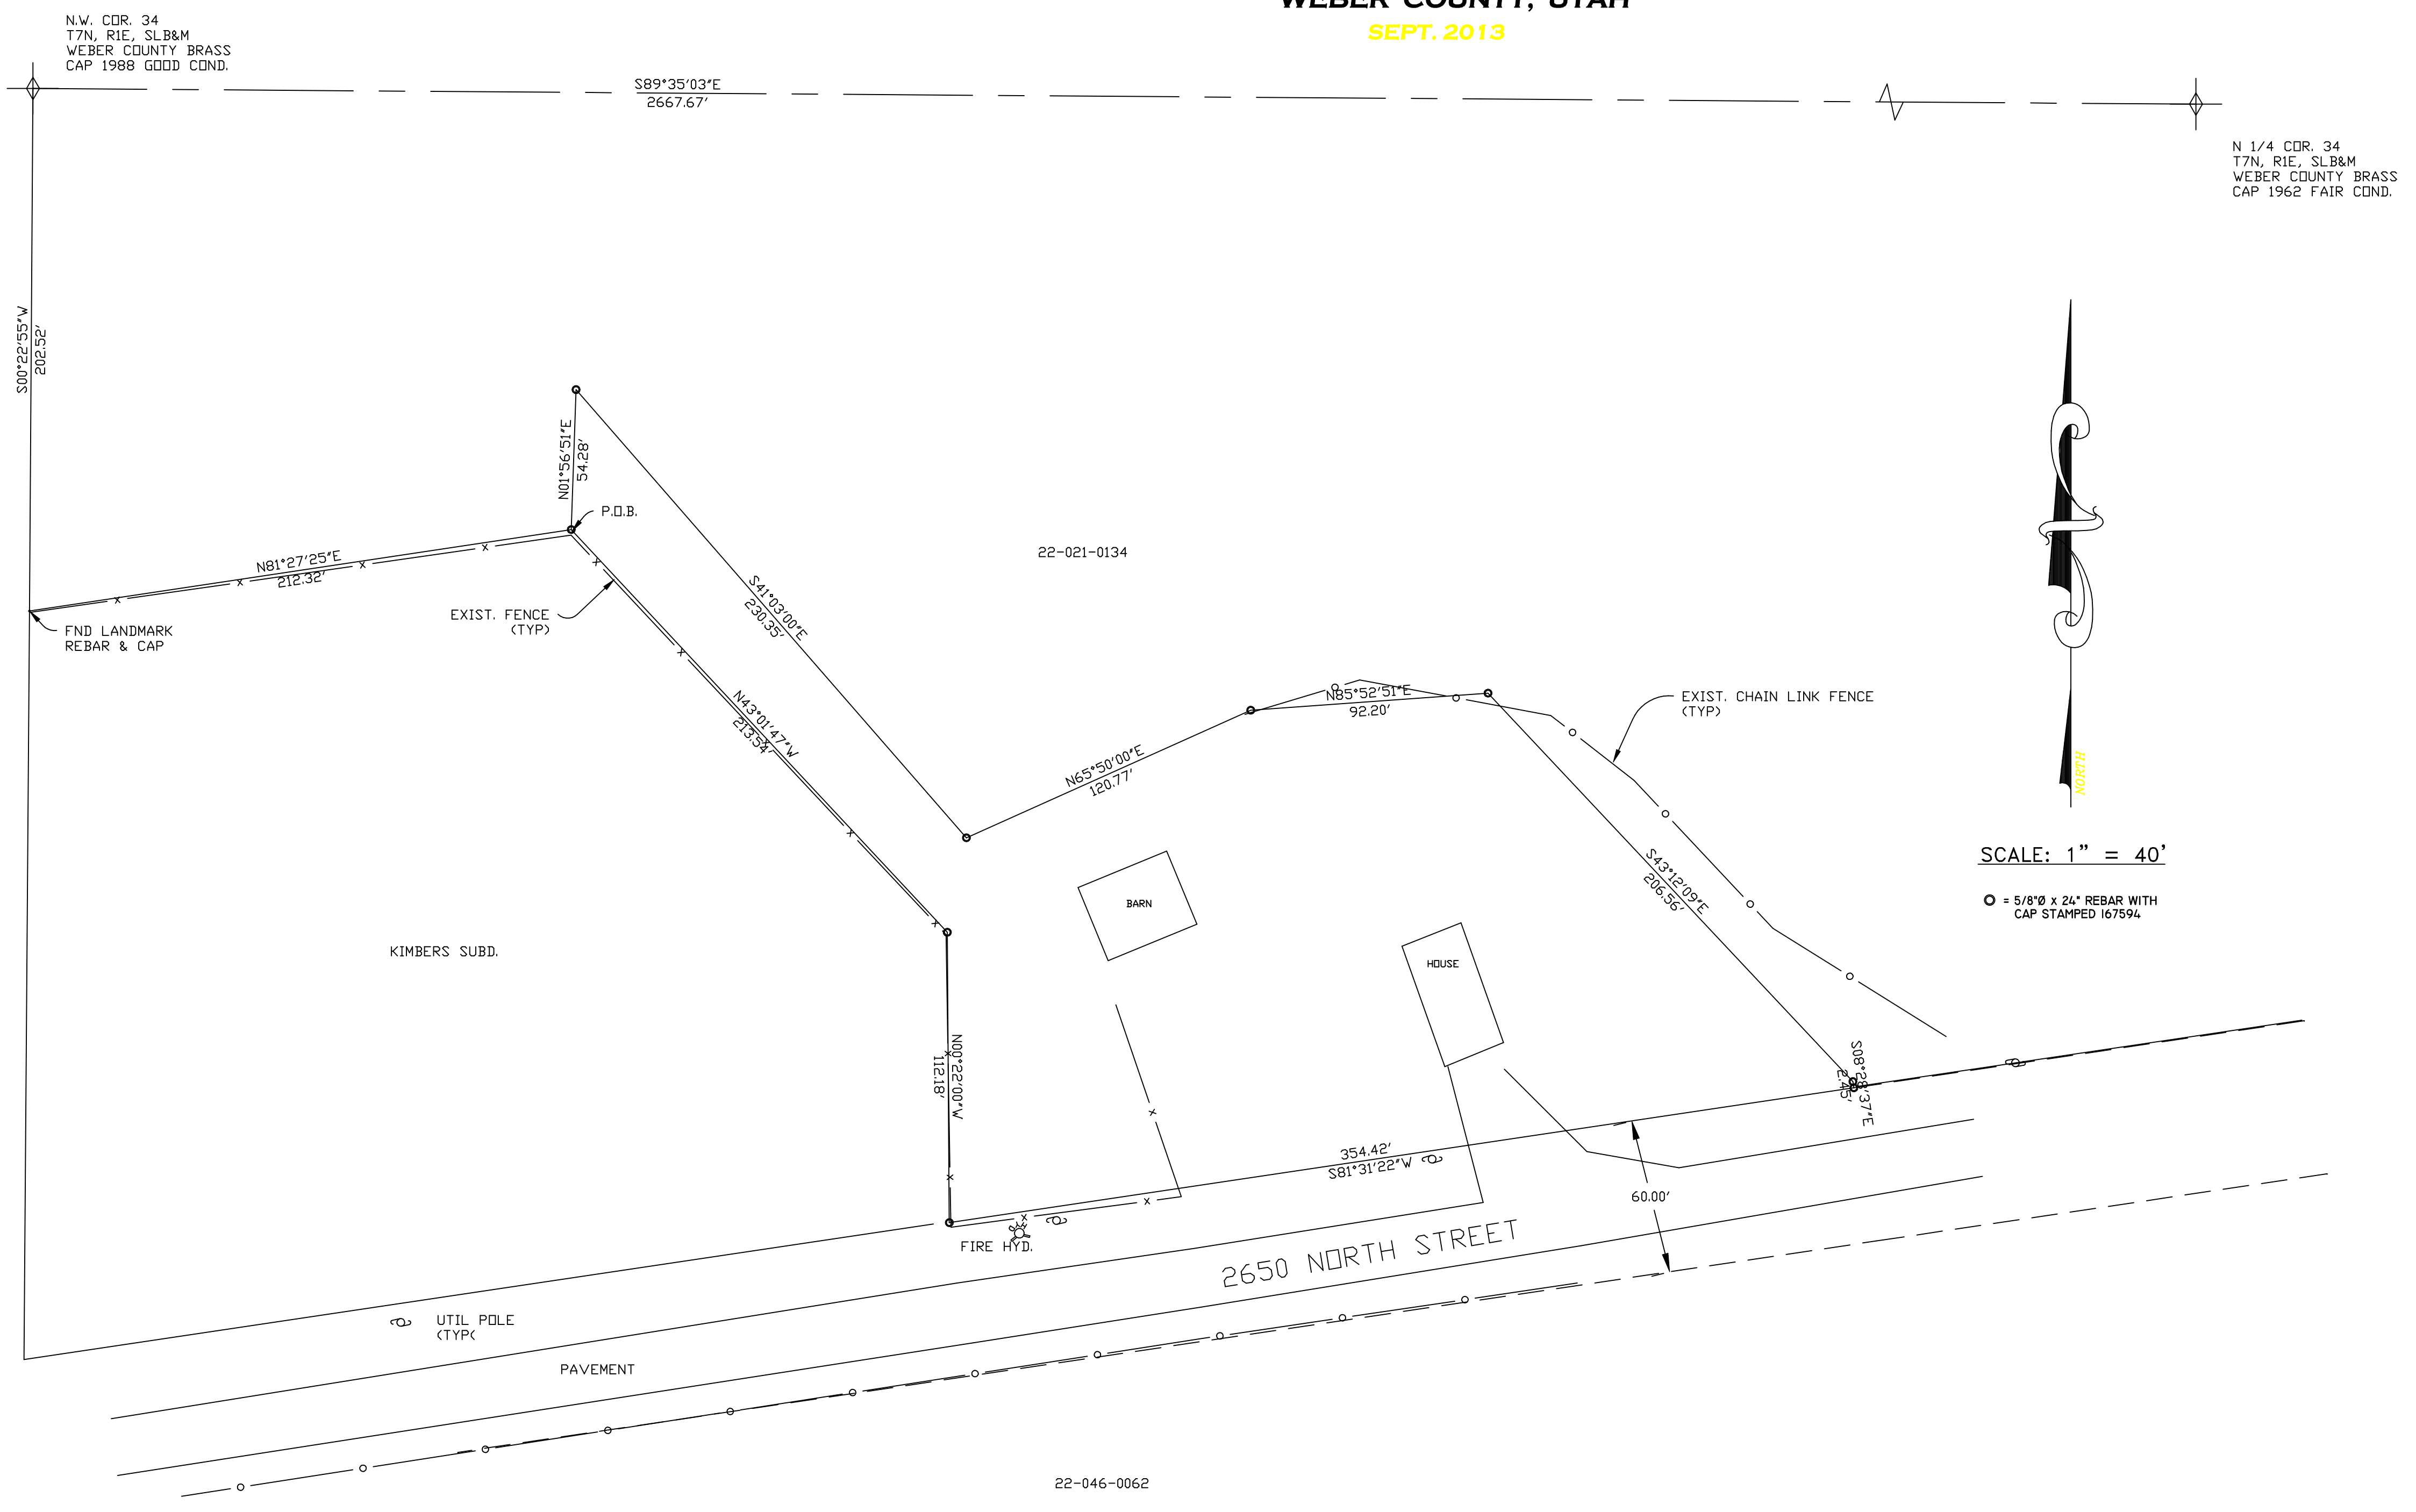 WEBER COUNTY, UTAH
SEPT. 2013
N.W. COR. 34
T7N, R1E, SLB&M
WEBER COUNTY BRASS
CAP 1988 GOOD COND.
S89°35'03"E
2667.67'
N 1/4 COR. 34
T7N, R1E, SLB&M
WEBER COUNTY BRASS
CAP 1962 FAIR COND.
S00°22'55"W
202.52'
N01°56'51"E
54.28'
P.O.B.
N81°27'25"E
212.32'
22-021-0134
EXIST. FENCE
(TYP)
FND LANDMARK
REBAR & CAP
S41°03'00"E
230.35'
N43°01'47"W
213.54'
N65°50'00"E
120.77'
N85°52'51"E
92.20'
EXIST. CHAIN LINK FENCE
(TYP)
NORTH
SCALE: 1" = 40'
= 5/8"Ø x 24" REBAR WITH
CAP STAMPED 167594
S43°12'09"E
206.56'
BARN
HOUSE
KIMBERS SUBD.
N00°22'00"W
112.18'
S08°28'37"E
2.45'
354.42'
S81°31'22"W
60.00'
FIRE HYD.
2650 NORTH STREET
UTIL POLE
(TYP(
PAVEMENT
22-046-0062